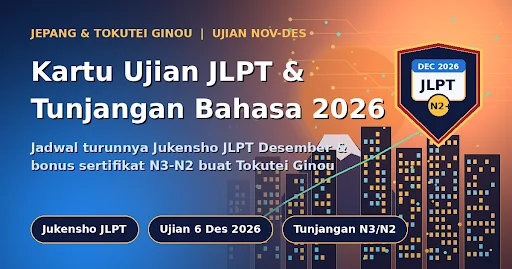 JEPANG & TOKUTEI GINOU | UJIAN NOV-DES
Kartu Ujian JLPT &
Tunjangan Bahasa 2026
Jadwal turunnya Jukensho JLPT Desember &
bonus sertifikat N3-N2 buat Tokutei Ginou
DEC 2026
JLPT
N2
Jukensho JLPT
Ujian 6 Des 2026
Tunjangan N3/N2